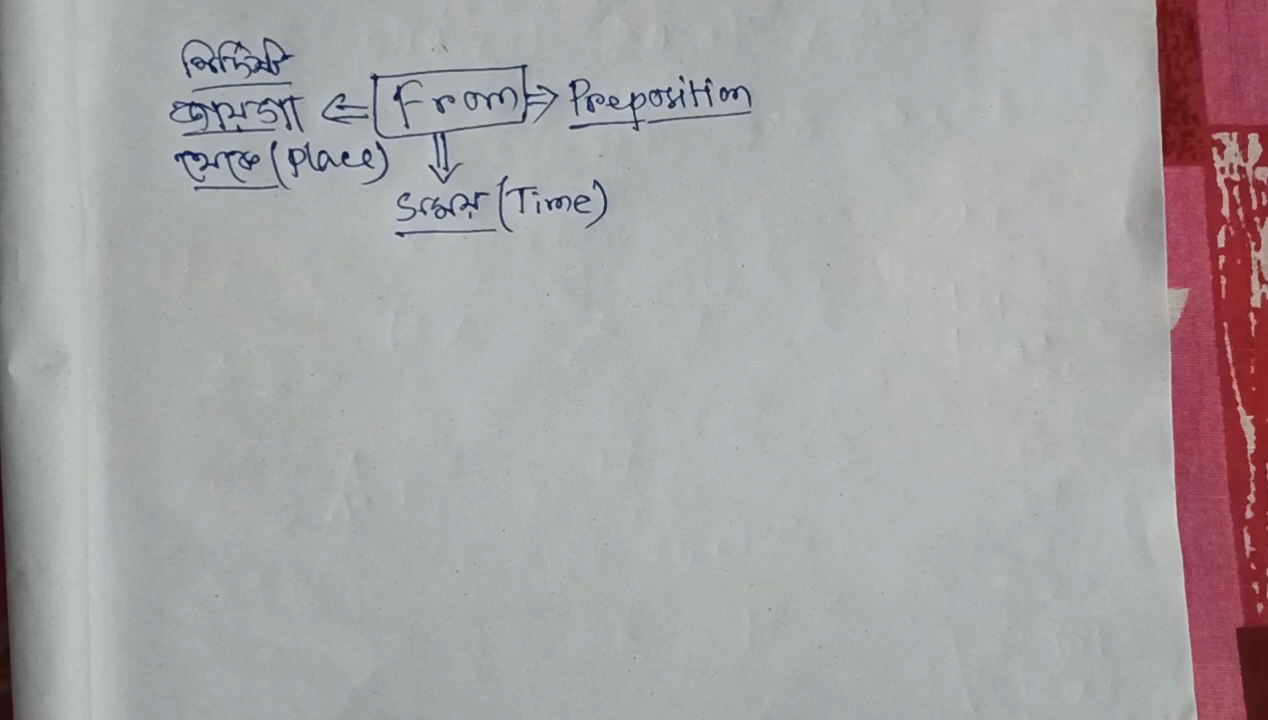 নির্দিষ্ট
জায়গা ⇐ From ⇒ Preposition
থেকে (Place) ⇓
সময় (Time)